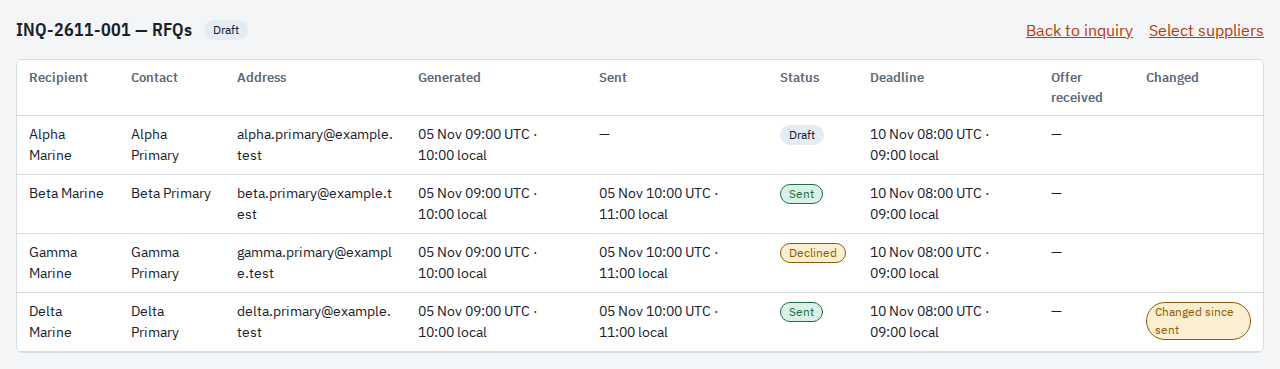 INQ-2611-001 — RFQs Draft Back to inquiry Select suppliers
Recipient Contact Address Generated Sent Status Deadline Offer received Changed
Alpha Marine Alpha Primary alpha.primary@example.test 05 Nov 09:00 UTC · 10:00 local — Draft 10 Nov 08:00 UTC · 09:00 local —
Beta Marine Beta Primary beta.primary@example.test 05 Nov 09:00 UTC · 10:00 local 05 Nov 10:00 UTC · 11:00 local Sent 10 Nov 08:00 UTC · 09:00 local —
Gamma Marine Gamma Primary gamma.primary@example.test 05 Nov 09:00 UTC · 10:00 local 05 Nov 10:00 UTC · 11:00 local Declined 10 Nov 08:00 UTC · 09:00 local —
Delta Marine Delta Primary delta.primary@example.test 05 Nov 09:00 UTC · 10:00 local 05 Nov 10:00 UTC · 11:00 local Sent 10 Nov 08:00 UTC · 09:00 local — Changed since sent